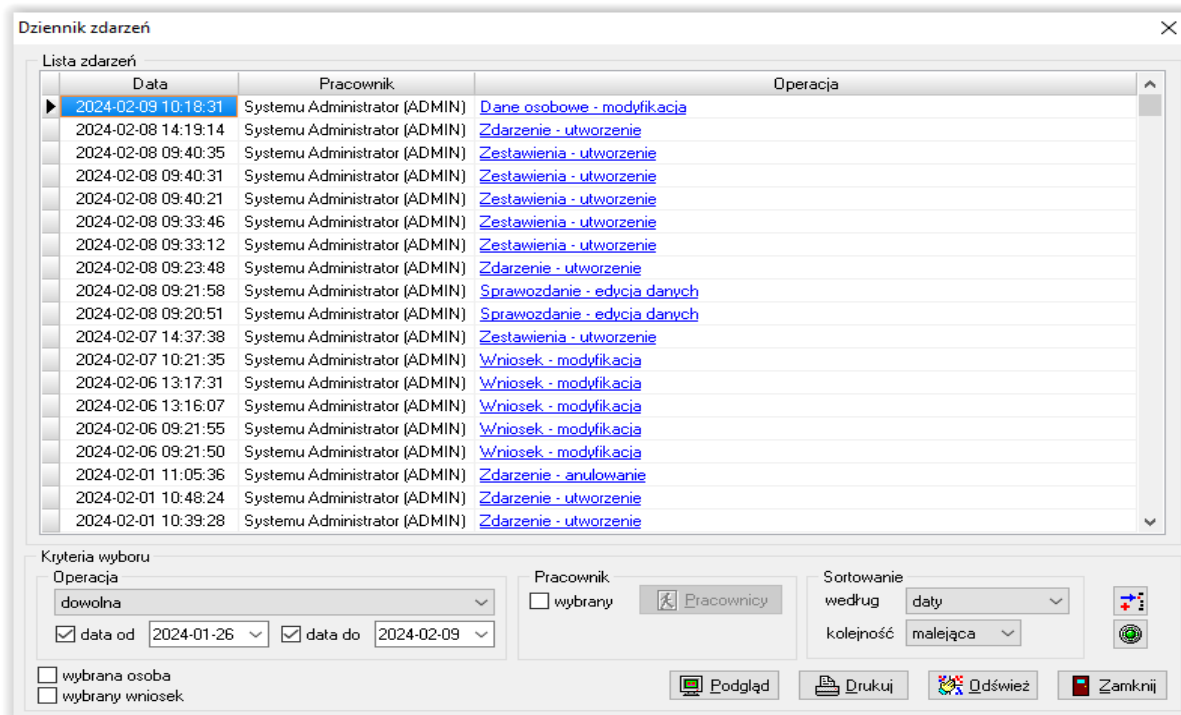 Dziennik zdarzeń
Lista zdarzeń
Data Pracownik Operacja
2024-02-09 10:18:31 Systemu Administrator (ADMIN) Dane osobowe - modyfikacja
2024-02-08 14:19:14 Systemu Administrator (ADMIN) Zdarzenie - utworzenie
2024-02-08 09:40:35 Systemu Administrator (ADMIN) Zestawienia - utworzenie
2024-02-08 09:40:31 Systemu Administrator (ADMIN) Zestawienia - utworzenie
2024-02-08 09:40:21 Systemu Administrator (ADMIN) Zestawienia - utworzenie
2024-02-08 09:33:46 Systemu Administrator (ADMIN) Zestawienia - utworzenie
2024-02-08 09:33:12 Systemu Administrator (ADMIN) Zestawienia - utworzenie
2024-02-08 09:23:48 Systemu Administrator (ADMIN) Zdarzenie - utworzenie
2024-02-08 09:21:58 Systemu Administrator (ADMIN) Sprawozdanie - edycja danych
2024-02-08 09:20:51 Systemu Administrator (ADMIN) Sprawozdanie - edycja danych
2024-02-07 14:37:38 Systemu Administrator (ADMIN) Zestawienia - utworzenie
2024-02-07 10:21:35 Systemu Administrator (ADMIN) Wniosek - modyfikacja
2024-02-06 13:17:31 Systemu Administrator (ADMIN) Wniosek - modyfikacja
2024-02-06 13:16:07 Systemu Administrator (ADMIN) Wniosek - modyfikacja
2024-02-06 09:21:55 Systemu Administrator (ADMIN) Wniosek - modyfikacja
2024-02-06 09:21:50 Systemu Administrator (ADMIN) Wniosek - modyfikacja
2024-02-01 11:05:36 Systemu Administrator (ADMIN) Zdarzenie - anulowanie
2024-02-01 10:48:24 Systemu Administrator (ADMIN) Zdarzenie - utworzenie
2024-02-01 10:39:28 Systemu Administrator (ADMIN) Zdarzenie - utworzenie
Kryteria wyboru
Operacja Pracownik Sortowanie
dowolna wybrany Pracownicy według daty
data od 2024-01-26 data do 2024-02-09 kolejność malejąca
wybrana osoba
wybrany wniosek
Podgląd Drukuj Odśwież Zamknij